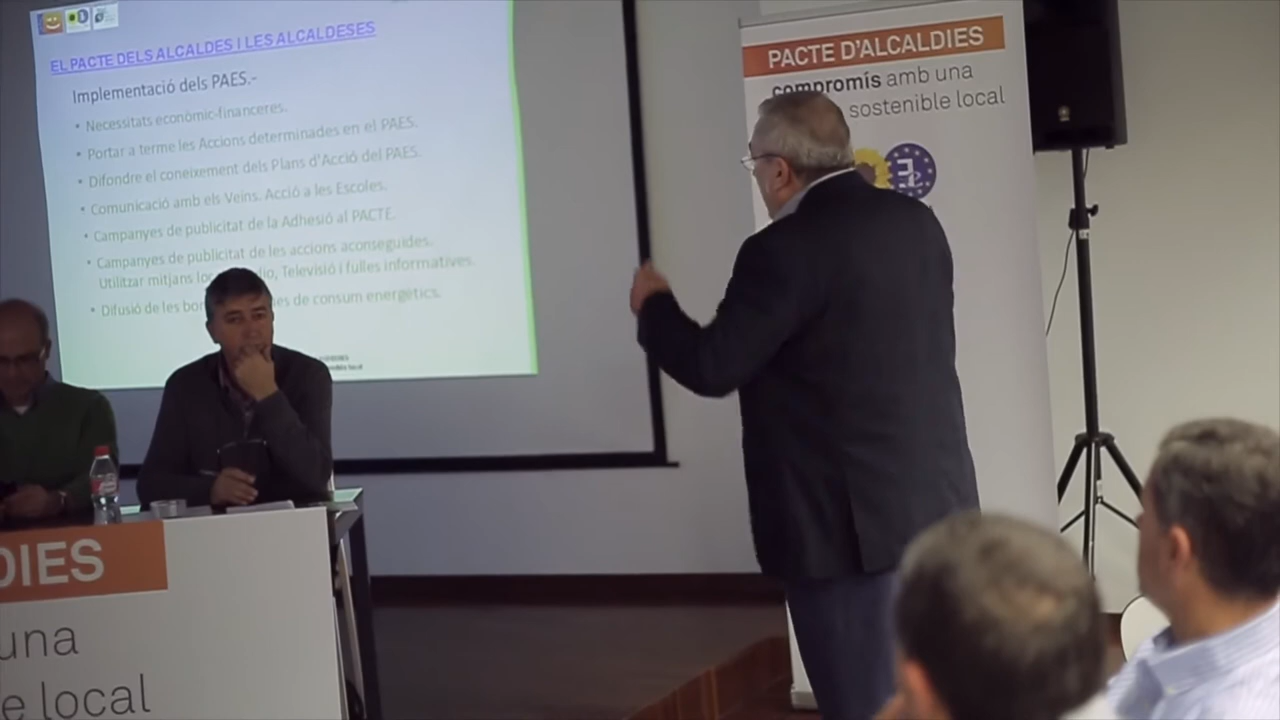 EL PACTE DELS ALCALDES I LES ALCALDESES
Implementació dels PAES.-
• Necessitats econòmic-financeres.
• Portar a terme les Accions determinades en el PAES.
• Difondre el coneixement dels Plans d'Acció del PAES.
• Comunicació amb els Veins. Acció a les Escoles.
• Campanyes de publicitat de la Adhesió al PACTE.
• Campanyes de publicitat de les accions aconseguides.
Utilitzar mitjans Televisió i fulles informatives.
• Difusió de les de consum energètics.
PACTE D'ALCALDIES
compromís amb una
sostenible local
DIES
una
e local